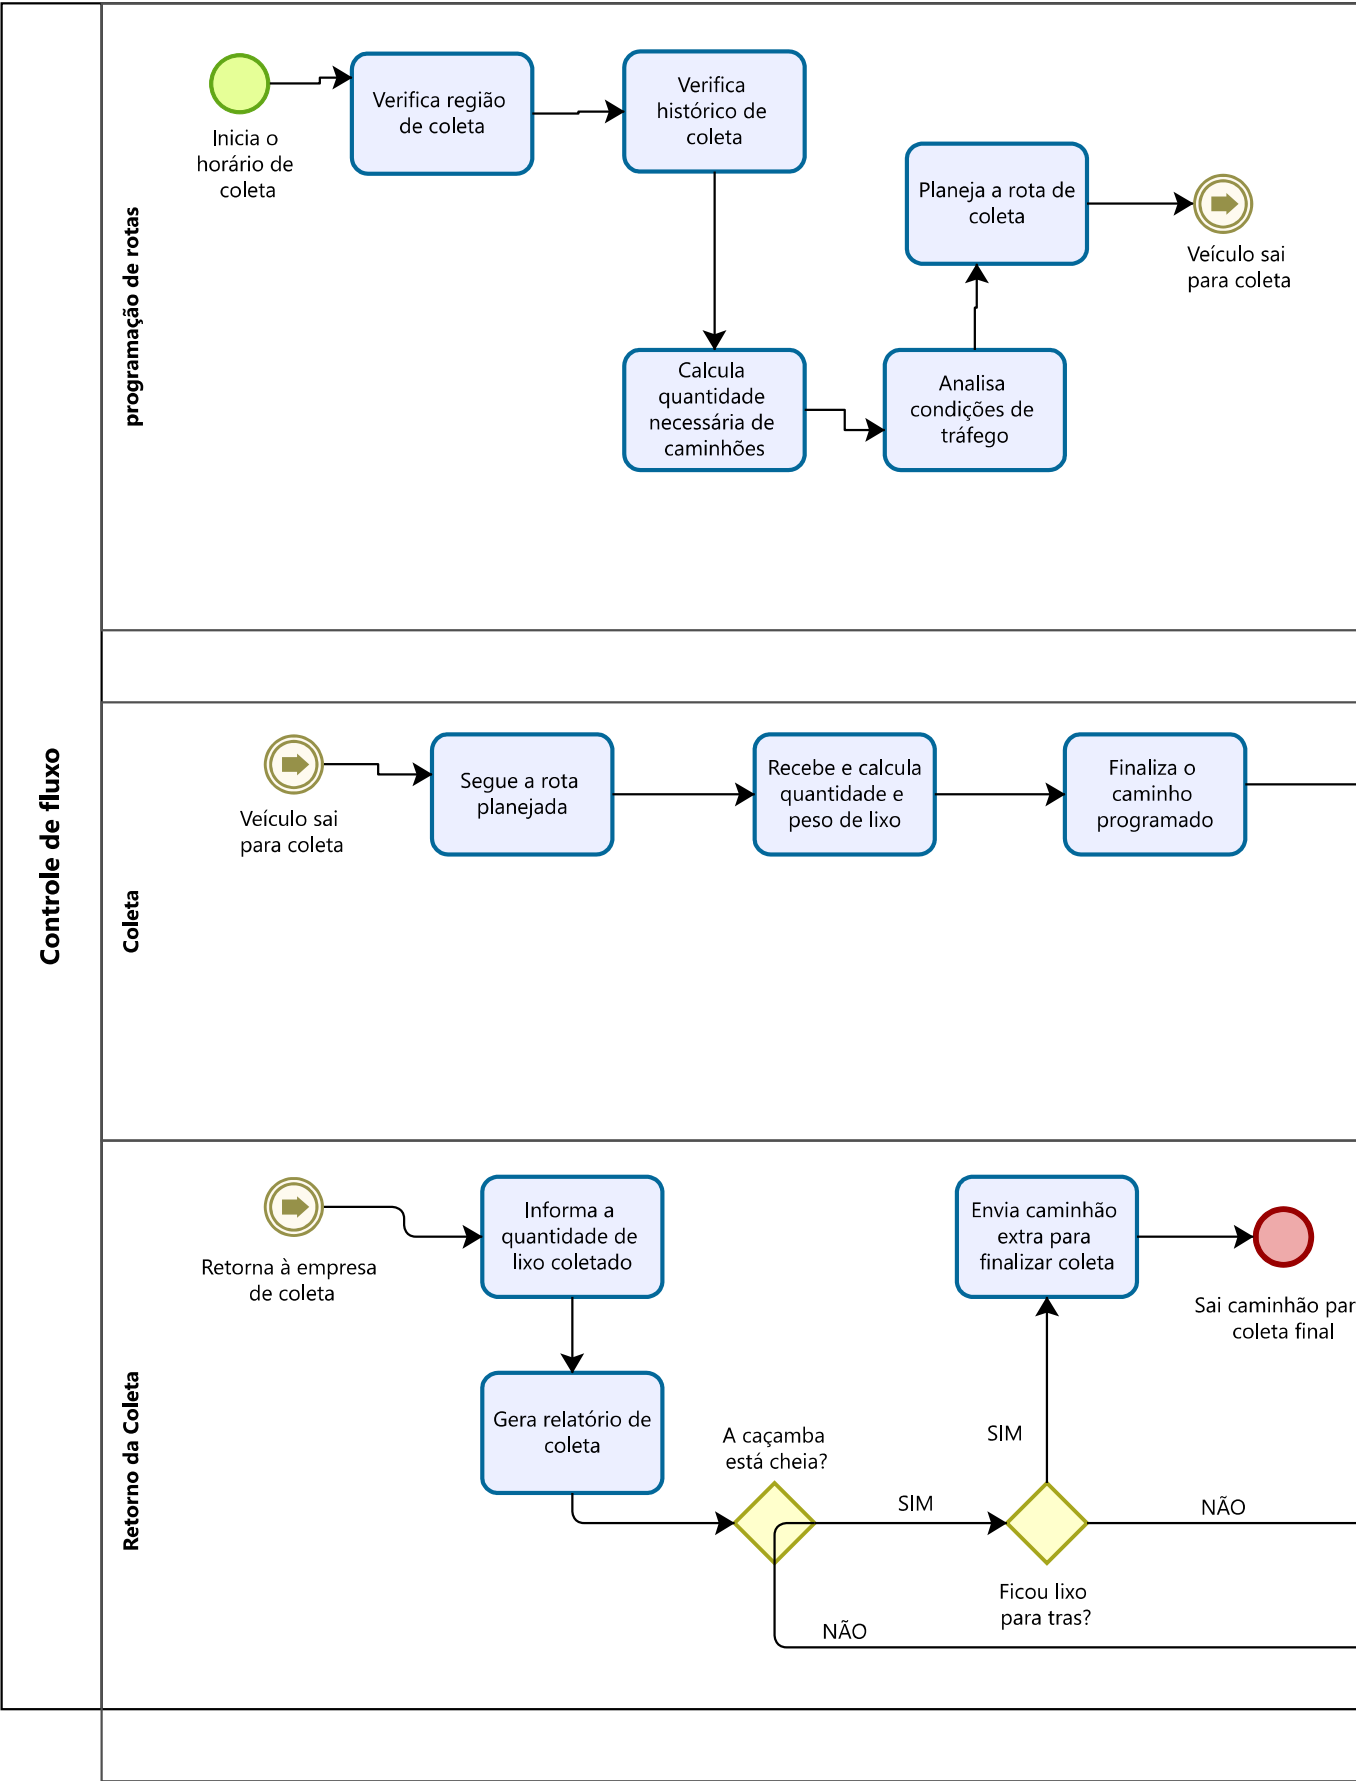 Controle de fluxo
programação de rotas
Inicia o
horário de
coleta
Verifica região
de coleta
Verifica
histórico de
coleta
Calcula
quantidade
necessária de
caminhões
Analisa
condições de
tráfego
Planeja a rota de
coleta
Veículo sai
para coleta
Coleta
Veículo sai
para coleta
Segue a rota
planejada
Recebe e calcula
quantidade e
peso de lixo
Finaliza o
caminho
programado
Retorno da Coleta
Retorna à empresa
de coleta
Informa a
quantidade de
lixo coletado
Gera relatório de
coleta
A caçamba
está cheia?
SIM
NÃO
Ficou lixo
para tras?
SIM
NÃO
Envia caminhão
extra para
finalizar coleta
Sai caminhão par
coleta final